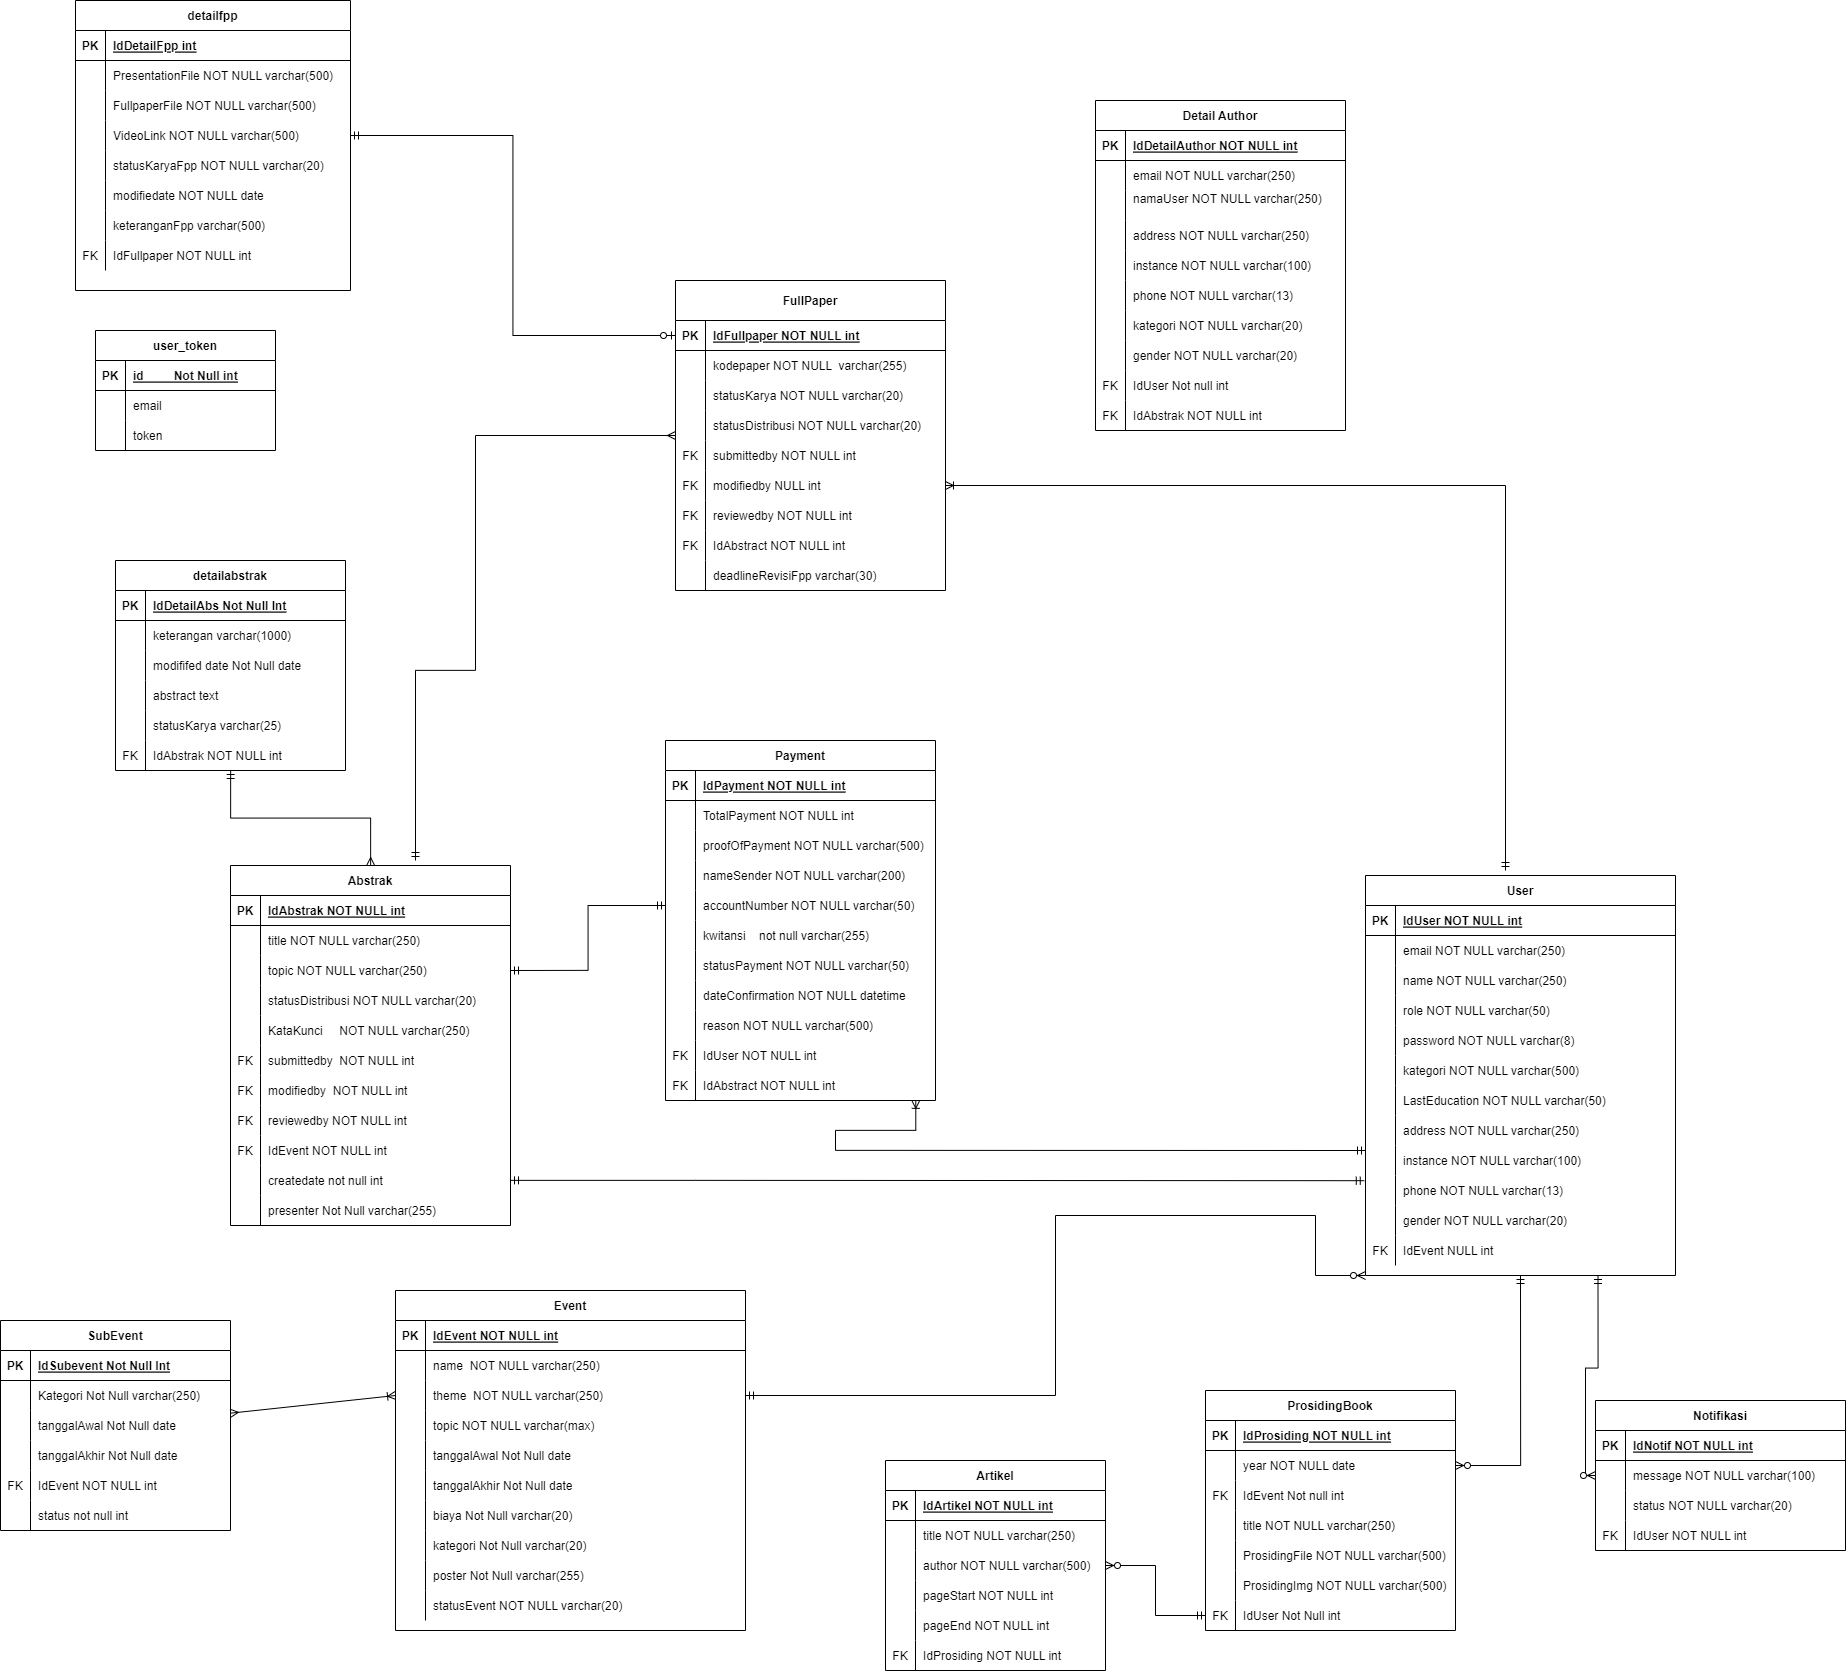 detailfpp
PK IdDetailFpp int
PresentationFile NOT NULL varchar(500)
FullpaperFile NOT NULL varchar(500)
VideoLink NOT NULL varchar(500)
statusKaryaFpp NOT NULL varchar(20)
modifiedate NOT NULL date
keteranganFpp varchar(500)
FK IdFullpaper NOT NULL int
Detail Author
PK IdDetailAuthor NOT NULL int
email NOT NULL varchar(250)
namaUser NOT NULL varchar(250)
address NOT NULL varchar(250)
instance NOT NULL varchar(100)
phone NOT NULL varchar(13)
kategori NOT NULL varchar(20)
gender NOT NULL varchar(20)
FK IdUser Not null int
FK IdAbstrak NOT NULL int
FullPaper
PK IdFullpaper NOT NULL int
kodepaper NOT NULL varchar(255)
statusKarya NOT NULL varchar(20)
statusDistribusi NOT NULL varchar(20)
FK submittedby NOT NULL int
FK modifiedby NULL int
FK reviewedby NOT NULL int
FK IdAbstract NOT NULL int
deadlineRevisiFpp varchar(30)
user_token
PK id Not Null int
email
token
detailabstrak
PK IdDetailAbs Not Null Int
keterangan varchar(1000)
modififed date Not Null date
abstract text
statusKarya varchar(25)
FK IdAbstrak NOT NULL int
Payment
PK IdPayment NOT NULL int
TotalPayment NOT NULL int
proofOfPayment NOT NULL varchar(500)
nameSender NOT NULL varchar(200)
accountNumber NOT NULL varchar(50)
kwitansi not null varchar(255)
statusPayment NOT NULL varchar(50)
dateConfirmation NOT NULL datetime
reason NOT NULL varchar(500)
FK IdUser NOT NULL int
FK IdAbstract NOT NULL int
Abstrak
PK IdAbstrak NOT NULL int
title NOT NULL varchar(250)
topic NOT NULL varchar(250)
statusDistribusi NOT NULL varchar(20)
KataKunci NOT NULL varchar(250)
FK submittedby NOT NULL int
FK modifiedby NOT NULL int
FK reviewedby NOT NULL int
FK IdEvent NOT NULL int
createdate not null int
presenter Not Null varchar(255)
User
PK IdUser NOT NULL int
email NOT NULL varchar(250)
name NOT NULL varchar(250)
role NOT NULL varchar(50)
password NOT NULL varchar(8)
kategori NOT NULL varchar(500)
LastEducation NOT NULL varchar(50)
address NOT NULL varchar(250)
instance NOT NULL varchar(100)
phone NOT NULL varchar(13)
gender NOT NULL varchar(20)
FK IdEvent NULL int
SubEvent
PK IdSubevent Not Null Int
Kategori Not Null varchar(250)
tanggalAwal Not Null date
tanggalAkhir Not Null date
FK IdEvent NOT NULL int
status not null int
Event
PK IdEvent NOT NULL int
name NOT NULL varchar(250)
theme NOT NULL varchar(250)
topic NOT NULL varchar(max)
tanggalAwal Not Null date
tanggalAkhir Not Null date
biaya Not Null varchar(20)
kategori Not Null varchar(20)
poster Not Null varchar(255)
statusEvent NOT NULL varchar(20)
Artikel
PK IdArtikel NOT NULL int
title NOT NULL varchar(250)
author NOT NULL varchar(500)
pageStart NOT NULL int
pageEnd NOT NULL int
FK IdProsiding NOT NULL int
ProsidingBook
PK IdProsiding NOT NULL int
year NOT NULL date
FK IdEvent Not null int
title NOT NULL varchar(250)
ProsidingFile NOT NULL varchar(500)
ProsidingImg NOT NULL varchar(500)
FK IdUser Not Null int
Notifikasi
PK IdNotif NOT NULL int
message NOT NULL varchar(100)
status NOT NULL varchar(20)
FK IdUser NOT NULL int